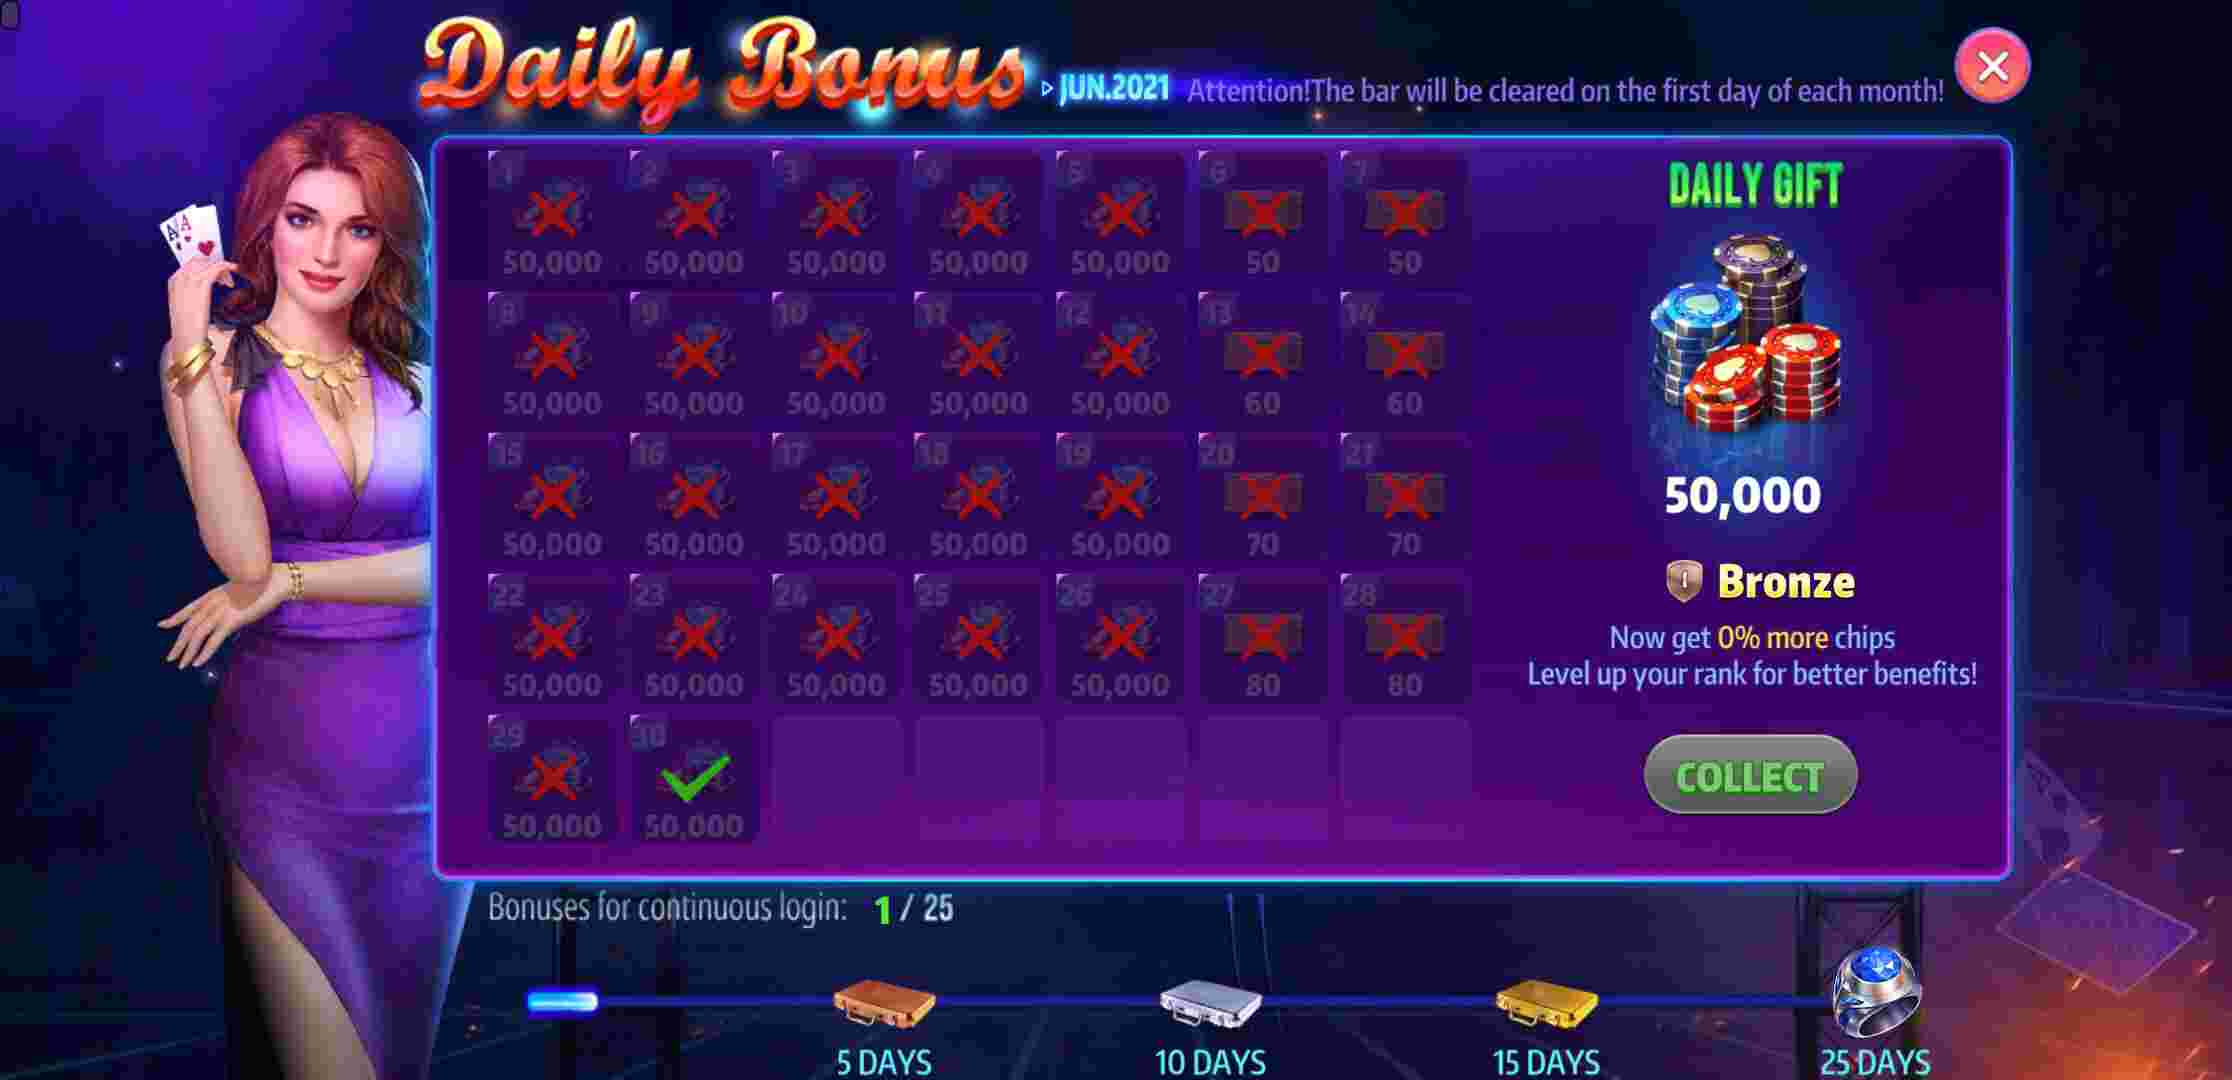 Daily Bonus
JUN.2021
Attention!The bar will be cleared on the first day of each month!
1 2 3 4 5 6 7
50,000 50,000 50,000 50,000 50,000 50 50
8 9 10 11 12 13 14
50,000 50,000 50,000 50,000 50,000 60 60
15 16 17 18 19 20 21
50,000 50,000 50,000 50,000 50,000 70 70
22 23 24 25 26 27 28
50,000 50,000 50,000 50,000 50,000 80 80
29 30
50,000 50,000
DAILY GIFT
50,000
Bronze
Now get 0% more chips
Level up your rank for better benefits!
COLLECT
Bonuses for continuous login: 1 / 25
5 DAYS 10 DAYS 15 DAYS 25 DAYS
A A